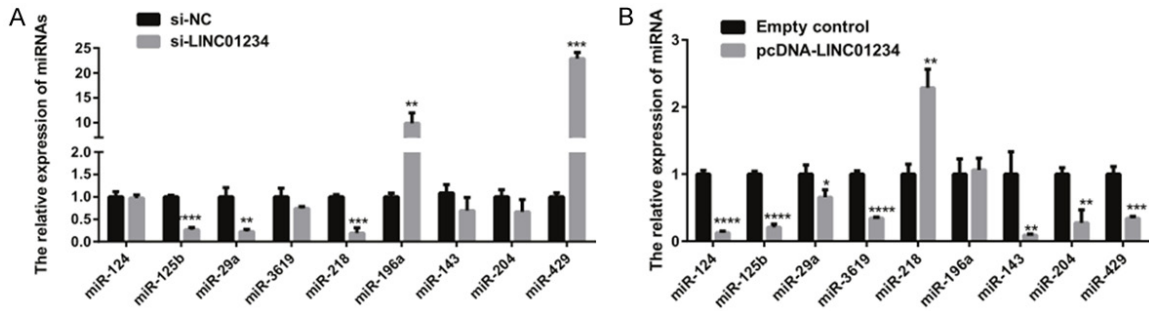 A
si-NC
si-LINC01234
The relative expression of miRNAs
25
20
15
10
2.0
1.5
1.0
0.5
0.0
****
**
***
**
***
miR-124
miR-125b
miR-29a
miR-3619
miR-218
miR-196a
miR-143
miR-204
miR-429
B
Empty control
pcDNA-LINC01234
The relative expression of miRNA
3
2
1
0
****
****
*
****
**
**
**
***
miR-124
miR-125b
miR-29a
miR-3619
miR-218
miR-196a
miR-143
miR-204
miR-429